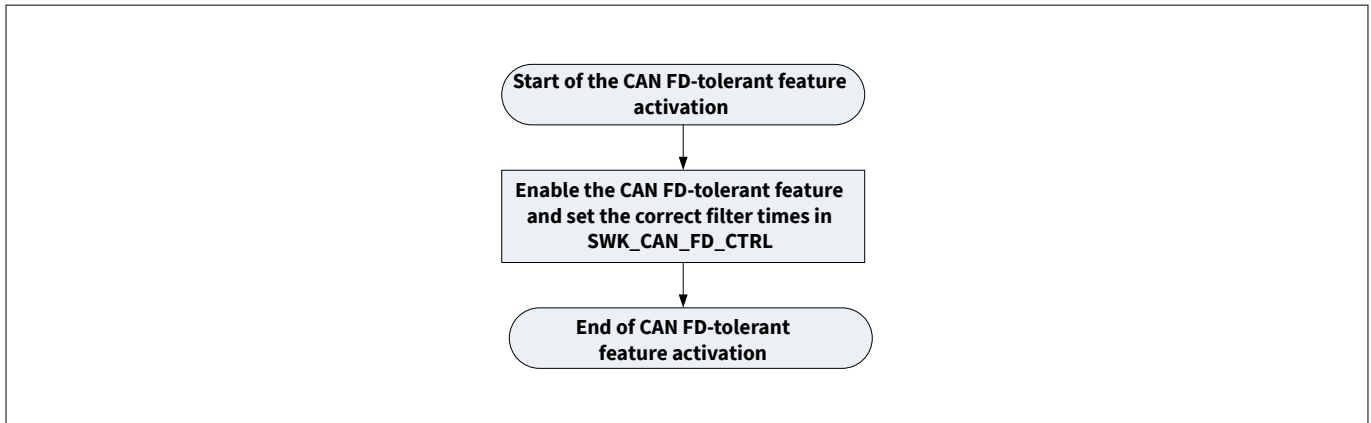 Start of the CAN FD-tolerant feature
activation
Enable the CAN FD-tolerant feature
and set the correct filter times in
SWK_CAN_FD_CTRL
End of CAN FD-tolerant
feature activation